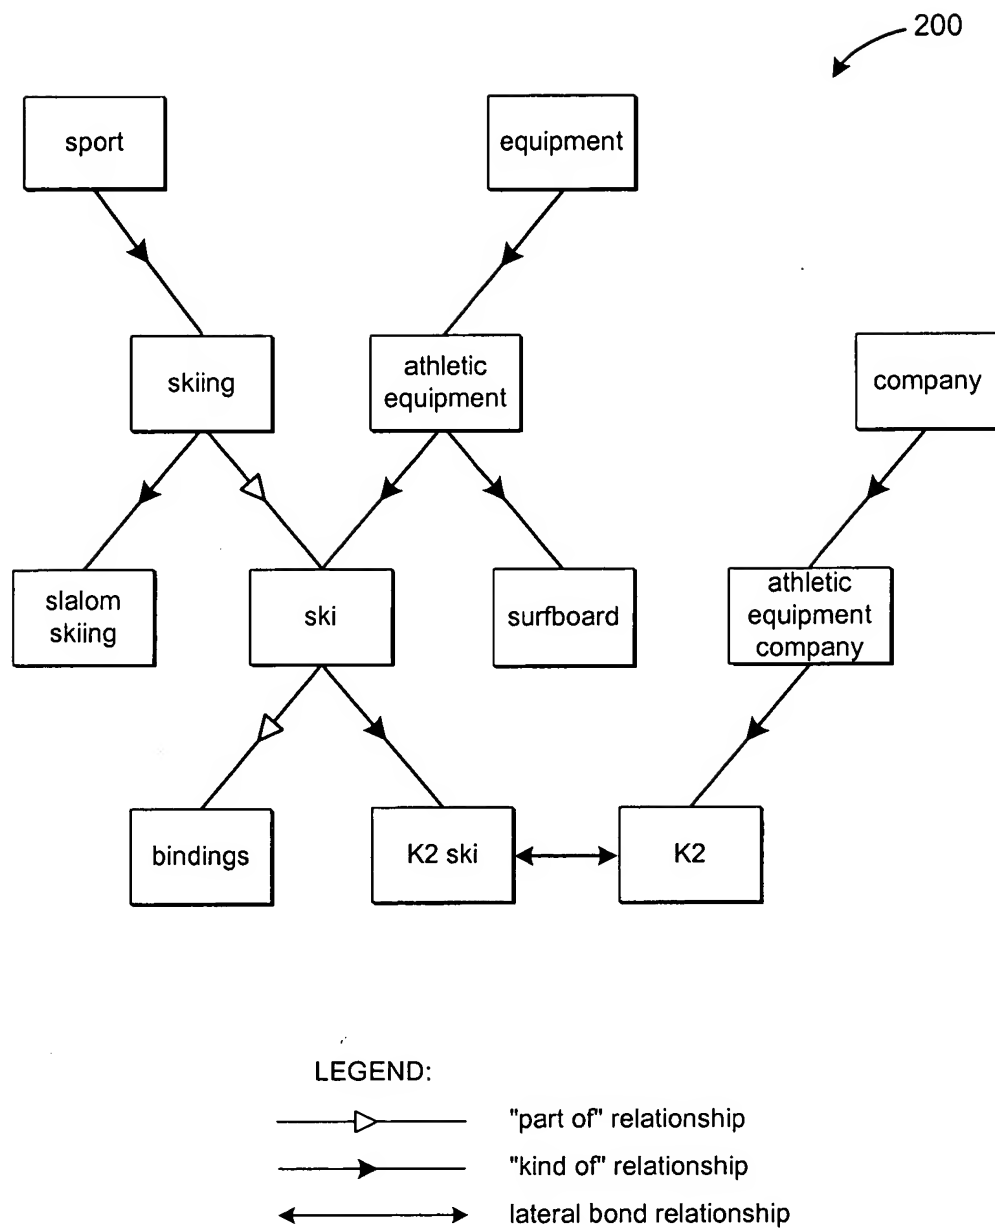 200
sport
equipment
skiing
athletic
equipment
company
slalom
skiing
ski
surfboard
athletic
equipment
company
bindings
K2 ski
K2
LEGEND:
"part of" relationship
"kind of" relationship
lateral bond relationship